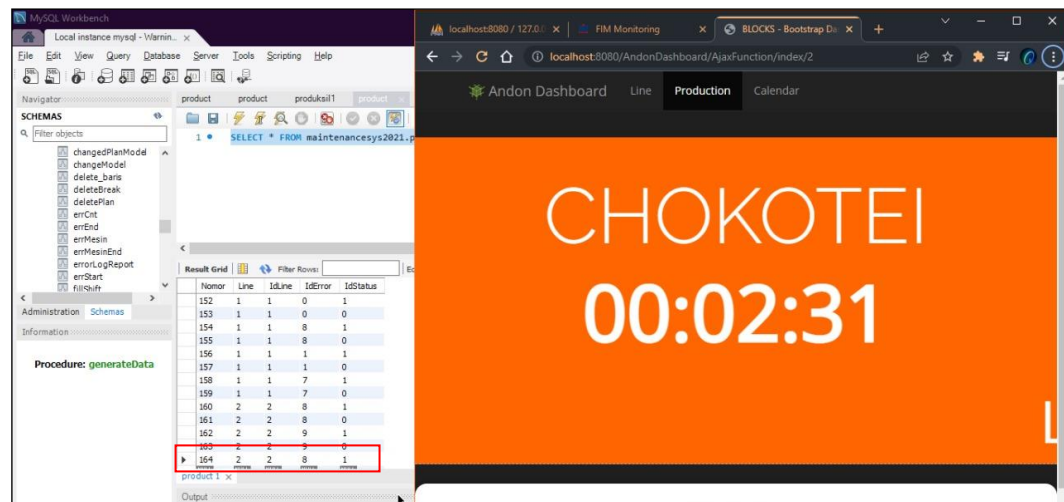 MySQL Workbench
Local instance mysql - Warnin...
File Edit View Query Database Server Tools Scripting Help
Navigator
SCHEMAS
Filter objects
changedPlanModel
changeModel
delete_baris
deleteBreak
deletePlan
errCnt
errEnd
errMesin
errMesinEnd
errorLogReport
errStart
fillShift
Administration Schemas
Information
Procedure: generateData
product product produksil1 product
1 SELECT * FROM maintenancesys2021.p
Result Grid Filter Rows:
Nomor Line IdLine IdError IdStatus
152 1 1 0 1
153 1 1 0 0
154 1 1 8 1
155 1 1 8 0
156 1 1 1 1
157 1 1 1 0
158 1 1 7 1
159 1 1 7 0
160 2 2 8 1
161 2 2 8 0
162 2 2 9 1
163 2 2 9 0
164 2 2 8 1
product 1
Output
localhost:8080 / 127.0.0 FIM Monitoring BLOCKS - Bootstrap Da
localhost:8080/AndonDashboard/AjaxFunction/index/2
Andon Dashboard Line Production Calendar
CHOKOTEI
00:02:31
L